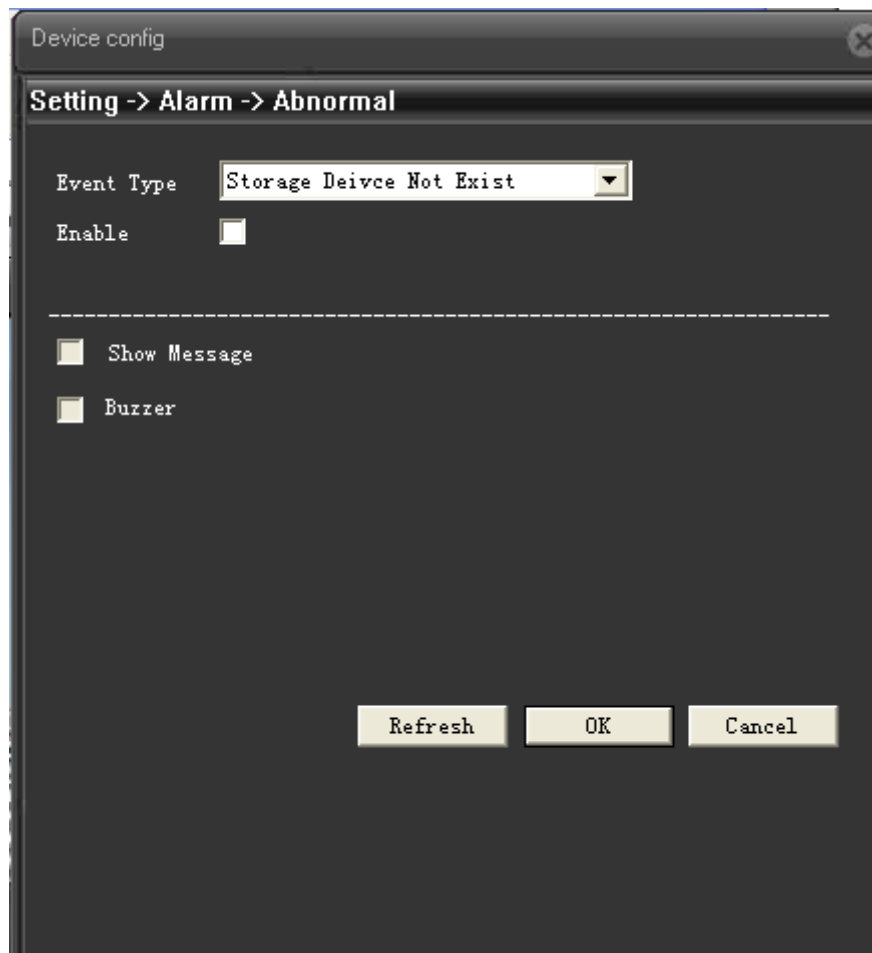 Device config
Setting -> Alarm -> Abnormal
Event Type Storage Deivce Not Exist
Enable
--------------------------------------------------------------------
Show Message
Buzzer
Refresh OK Cancel